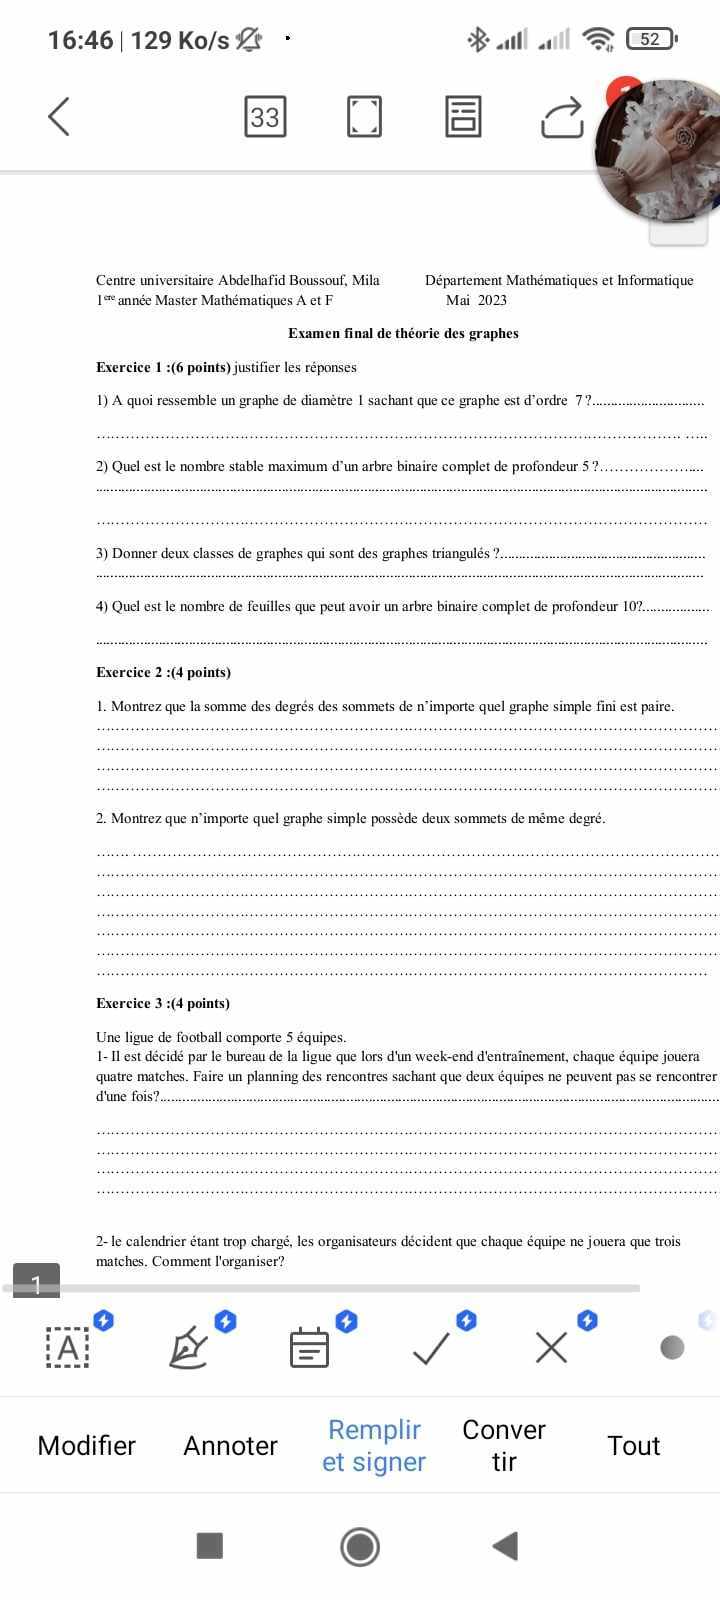 16:46 | 129 Ko/s
52
33
Centre universitaire Abdelhafid Boussouf, Mila Département Mathématiques et Informatique
1ere année Master Mathématiques A et F Mai 2023
Examen final de théorie des graphes
Exercice 1 :(6 points) justifier les réponses
1) A quoi ressemble un graphe de diamètre 1 sachant que ce graphe est d’ordre 7 ?..............................
2) Quel est le nombre stable maximum d’un arbre binaire complet de profondeur 5 ?......................
3) Donner deux classes de graphes qui sont des graphes triangulés ?.......................................................
4) Quel est le nombre de feuilles que peut avoir un arbre binaire complet de profondeur 10?..................
Exercice 2 :(4 points)
1. Montrez que la somme des degrés des sommets de n’importe quel graphe simple fini est paire.
2. Montrez que n’importe quel graphe simple possède deux sommets de même degré.
Exercice 3 :(4 points)
Une ligue de football comporte 5 équipes.
1- Il est décidé par le bureau de la ligue que lors d'un week-end d'entraînement, chaque équipe jouera
quatre matches. Faire un planning des rencontres sachant que deux équipes ne peuvent pas se rencontrer
d'une fois?...............................................................
2- le calendrier étant trop chargé, les organisateurs décident que chaque équipe ne jouera que trois
matches. Comment l'organiser?
1
A
Modifier Annoter Remplir et signer Conver tir Tout